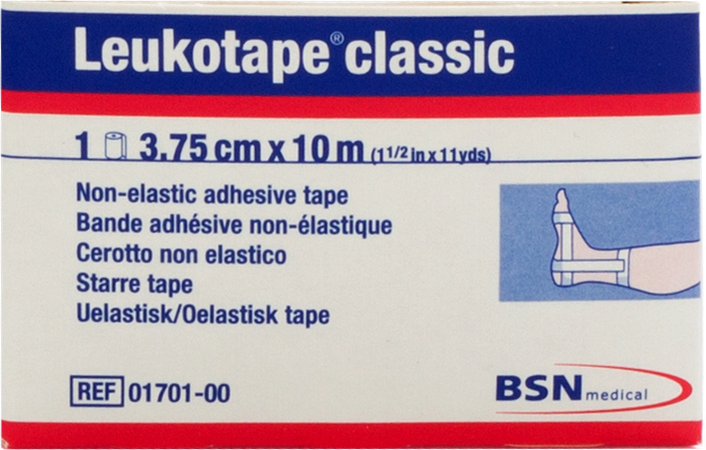 Leukotape® classic
1 3.75 cm x 10 m (1 1/2 in x 11 yds)
Non-elastic adhesive tape
Bande adhésive non-élastique
Cerotto non elastico
Starre tape
Uelastisk/Oelastisk tape
REF 01701-00
BSN medical